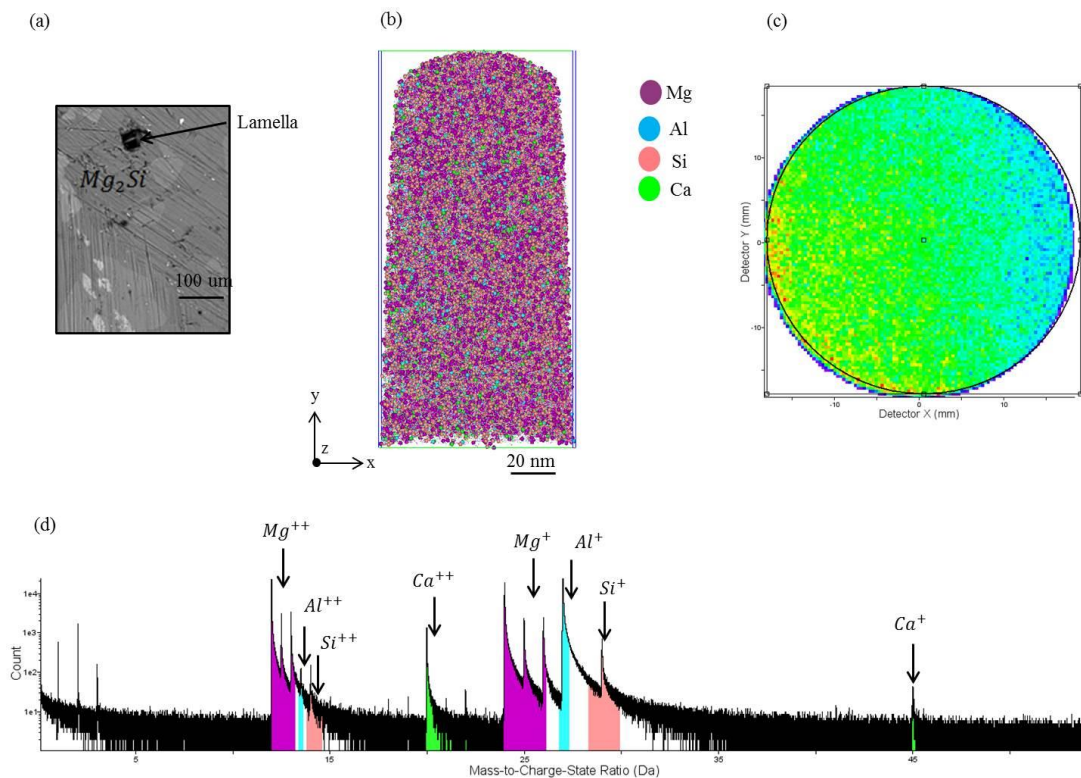 (a)
(b)
(c)
Lamella
Mg₂Si
100 um
Mg
Al
Si
Ca
y
z
x
20 nm
Detector Y (mm)
10
0
-10
-10
0
10
Detector X (mm)
(d)
Mg⁺⁺
Al⁺⁺
Si⁺⁺
Ca⁺⁺
Mg⁺
Al⁺
Si⁺
Ca⁺
Count
1e4
1e3
1e2
1e1
5
15
25
35
45
Mass-to-Charge-State Ratio (Da)